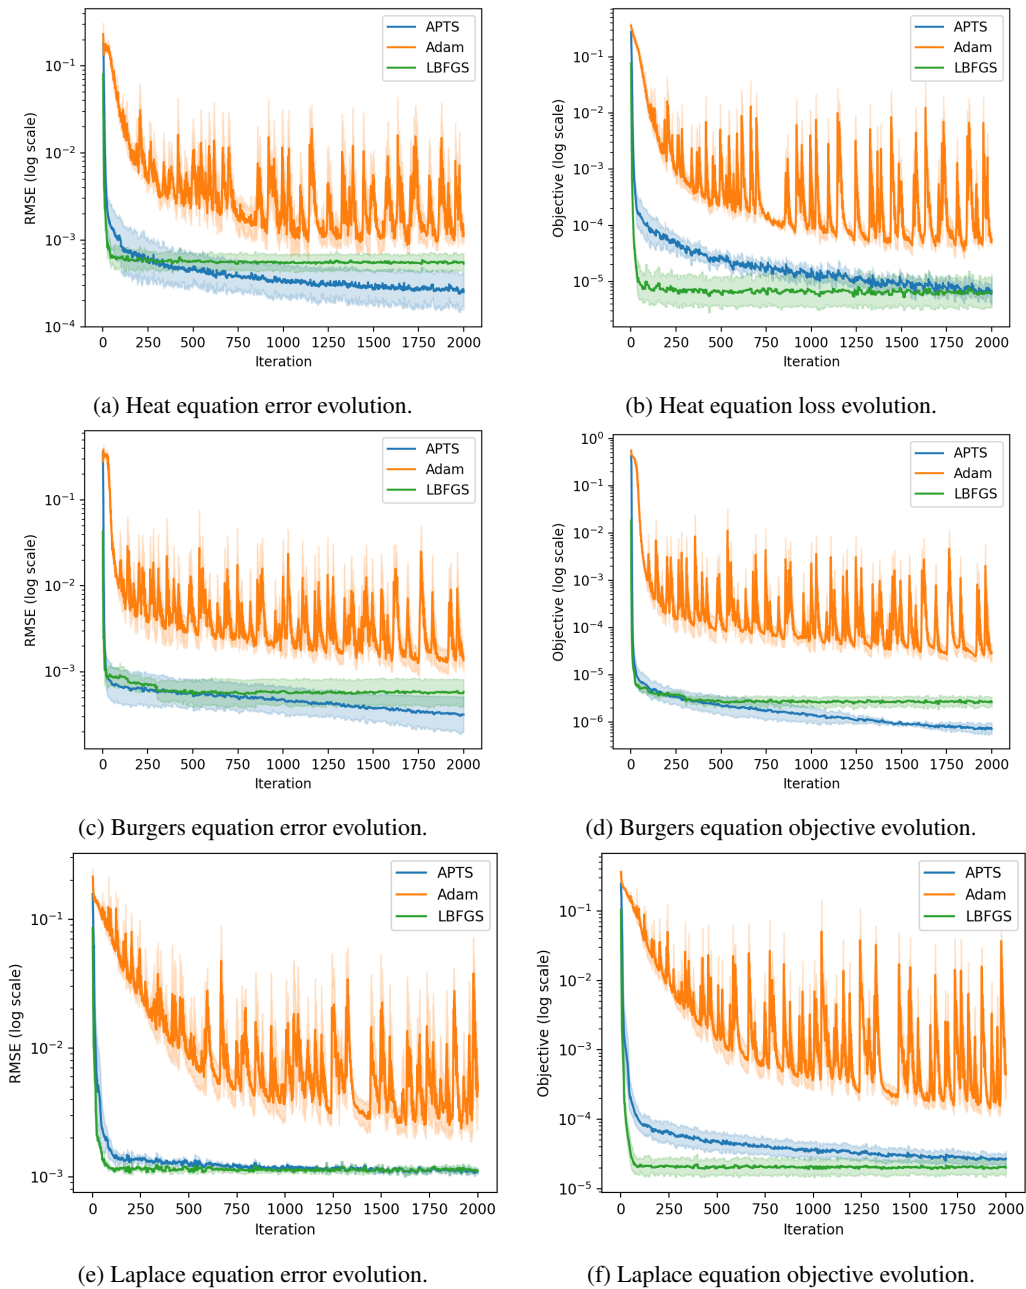 APTS
Adam
LBFGS
RMSE (log scale)
10⁻¹
10⁻²
10⁻³
10⁻⁴
0 250 500 750 1000 1250 1500 1750 2000
Iteration
(a) Heat equation error evolution.
APTS
Adam
LBFGS
Objective (log scale)
10⁻¹
10⁻²
10⁻³
10⁻⁴
10⁻⁵
0 250 500 750 1000 1250 1500 1750 2000
Iteration
(b) Heat equation loss evolution.
APTS
Adam
LBFGS
RMSE (log scale)
10⁻¹
10⁻²
10⁻³
0 250 500 750 1000 1250 1500 1750 2000
Iteration
(c) Burgers equation error evolution.
APTS
Adam
LBFGS
Objective (log scale)
10⁰
10⁻¹
10⁻²
10⁻³
10⁻⁴
10⁻⁵
10⁻⁶
0 250 500 750 1000 1250 1500 1750 2000
Iteration
(d) Burgers equation objective evolution.
APTS
Adam
LBFGS
RMSE (log scale)
10⁻¹
10⁻²
10⁻³
0 250 500 750 1000 1250 1500 1750 2000
Iteration
(e) Laplace equation error evolution.
APTS
Adam
LBFGS
Objective (log scale)
10⁻¹
10⁻²
10⁻³
10⁻⁴
10⁻⁵
0 250 500 750 1000 1250 1500 1750 2000
Iteration
(f) Laplace equation objective evolution.